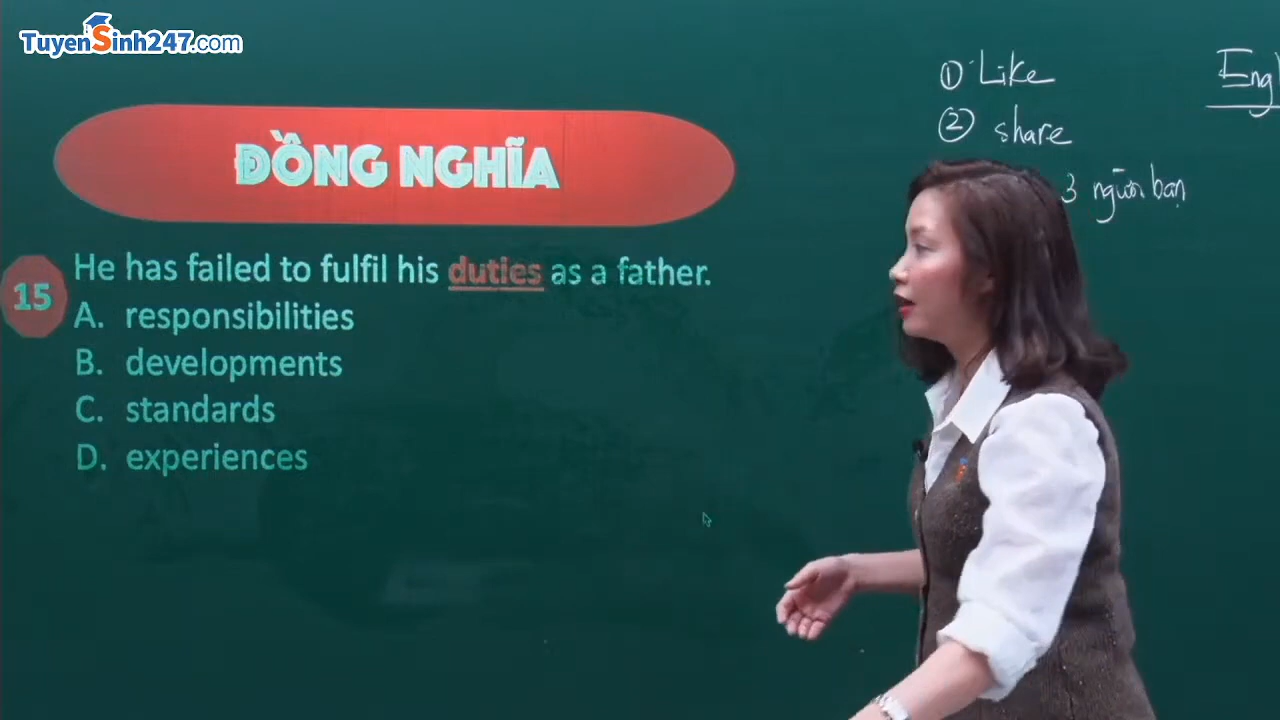 TuyenSinh247.com
① Like
② share
3 người bạn
ĐỒNG NGHĨA
15
He has failed to fulfil his duties as a father.
A. responsibilities
B. developments
C. standards
D. experiences